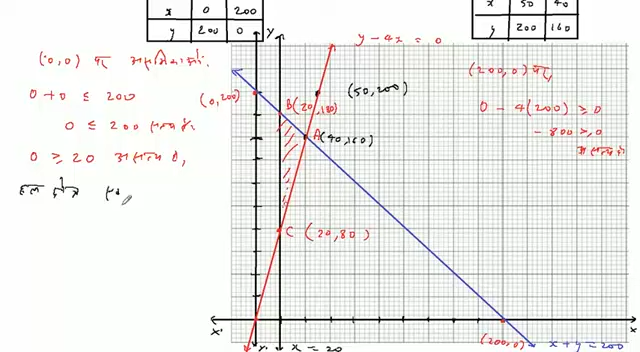 x 0 200
y 200 0
x 50 40
y 200 160
y - 4x = 0
Y
(0,0) पर
0+0 ≤ 200
0 ≤ 200 सत्य है,
0 ≥ 20 असत्य है,
हल क्षेत्र
(0,200)
B(20,180)
(50,200)
A(40,160)
C (20,80)
(200,0) पर,
0 - 4(200) ≥ 0
-800 ≥ 0
असत्य है
X'
X
Y'
x = 20
(200,0)
x + y = 200